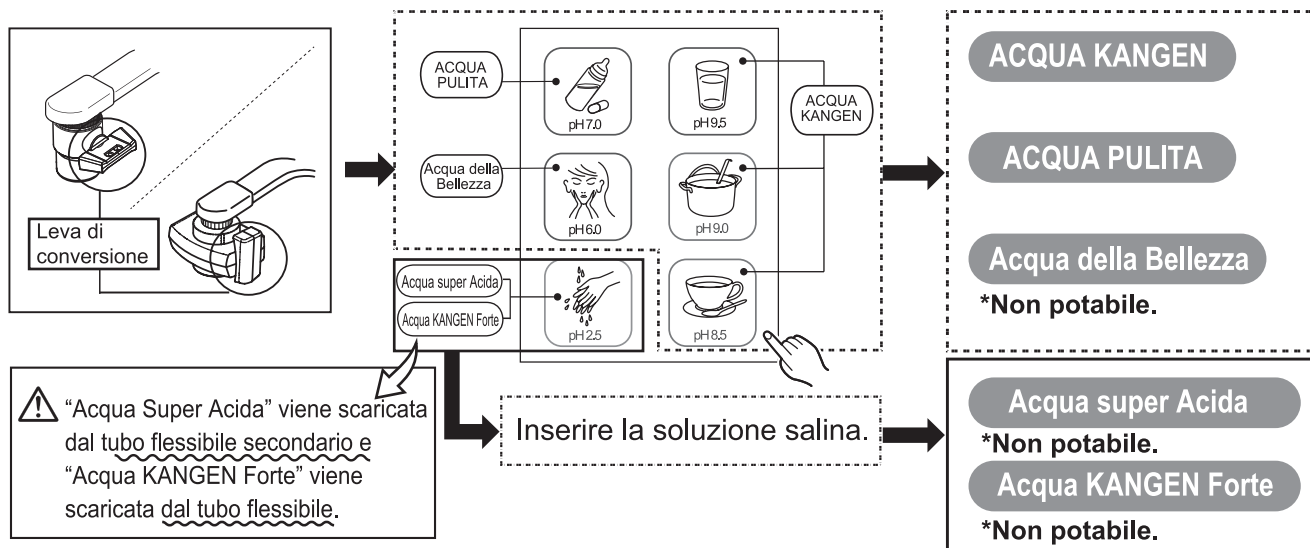 Leva di
conversione
ACQUA
PULITA
pH7.0
pH9.5
ACQUA
KANGEN
Acqua della
Bellezza
pH6.0
pH9.0
Acqua super Acida
Acqua KANGEN Forte
pH2.5
pH8.5
ACQUA KANGEN
ACQUA PULITA
Acqua della Bellezza
*Non potabile.
“Acqua Super Acida” viene scaricata
dal tubo flessibile secondario e
“Acqua KANGEN Forte” viene
scaricata dal tubo flessibile.
Inserire la soluzione salina.
Acqua super Acida
*Non potabile.
Acqua KANGEN Forte
*Non potabile.